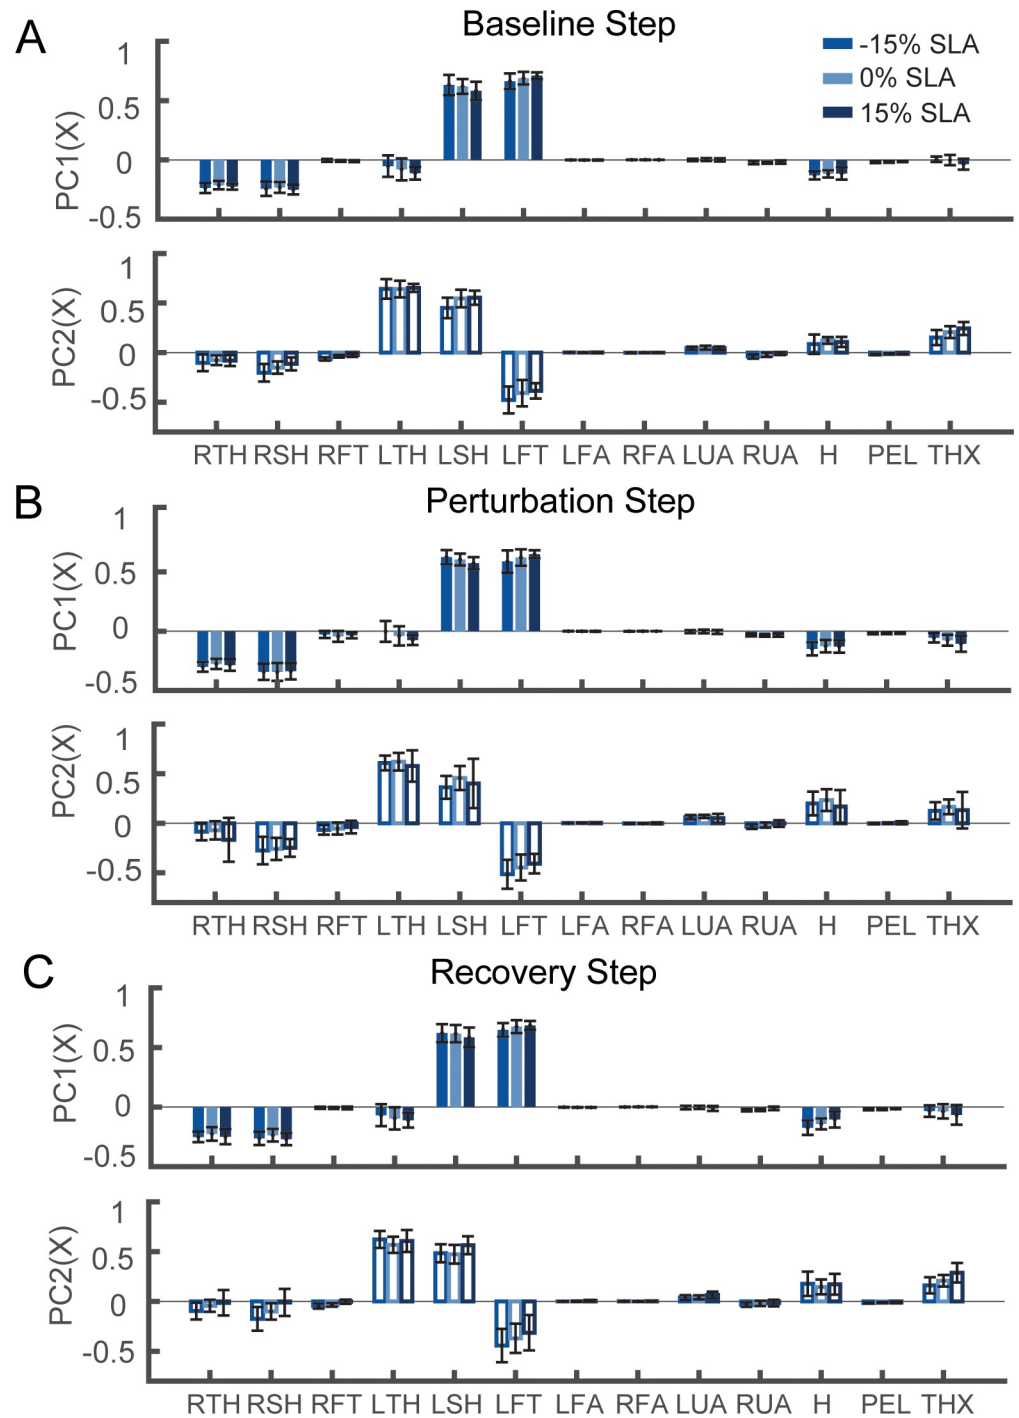 A
Baseline Step
-15% SLA
0% SLA
15% SLA
PC1(X)
1
0.5
0
-0.5
PC2(X)
1
0.5
0
-0.5
RTH RSH RFT LTH LSH LFT LFA RFA LUA RUA H PEL THX
B
Perturbation Step
PC1(X)
1
0.5
0
-0.5
PC2(X)
1
0.5
0
-0.5
RTH RSH RFT LTH LSH LFT LFA RFA LUA RUA H PEL THX
C
Recovery Step
PC1(X)
1
0.5
0
-0.5
PC2(X)
1
0.5
0
-0.5
RTH RSH RFT LTH LSH LFT LFA RFA LUA RUA H PEL THX